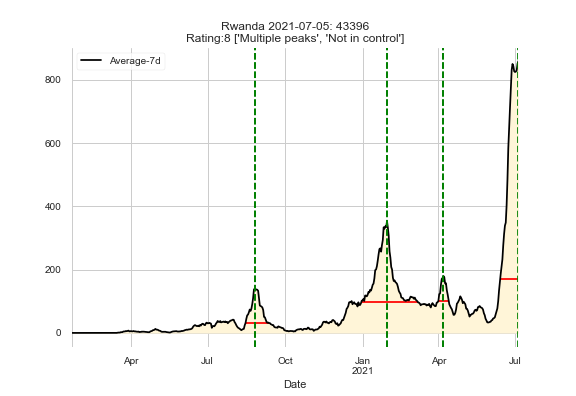 Rwanda 2021-07-05: 43396
Rating:8 ['Multiple peaks', 'Not in control']
Average-7d
800
600
400
200
0
Apr
Jul
Oct
Jan
2021
Apr
Jul
Date